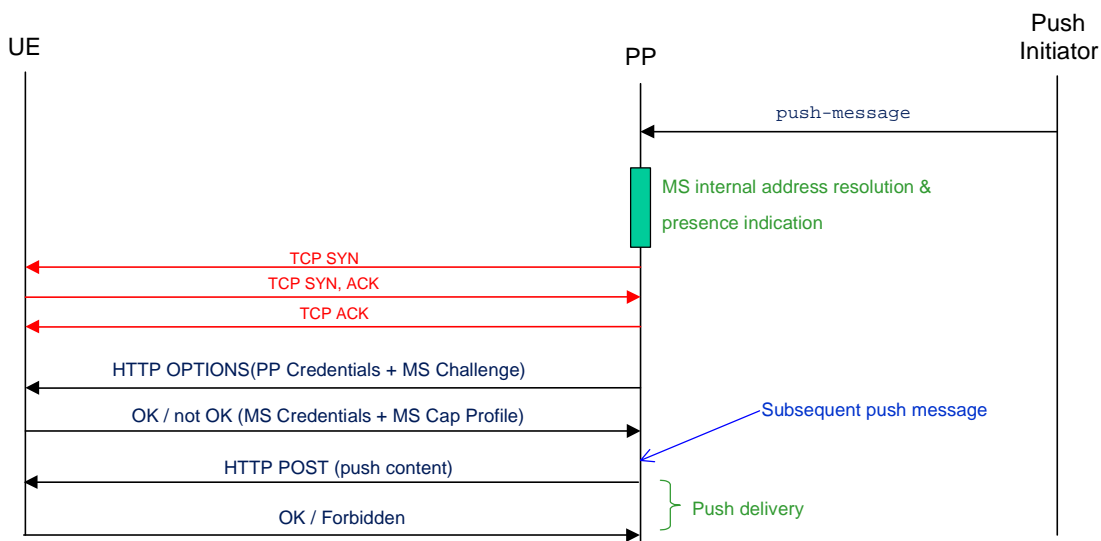 UE
PP
Push
Initiator
push-message
MS internal address resolution &
presence indication
TCP SYN
TCP SYN, ACK
TCP ACK
HTTP OPTIONS(PP Credentials + MS Challenge)
OK / not OK (MS Credentials + MS Cap Profile)
Subsequent push message
HTTP POST (push content)
Push delivery
OK / Forbidden